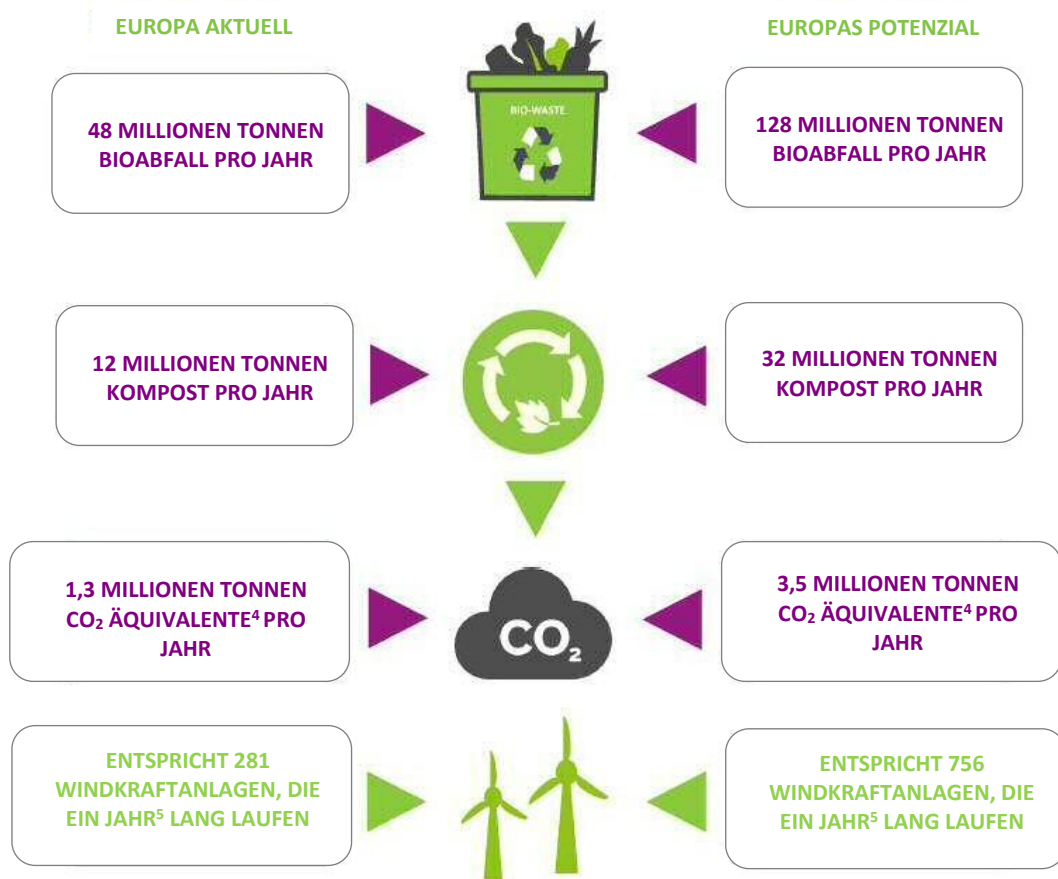 EUROPA AKTUELL
EUROPAS POTENZIAL
48 MILLIONEN TONNEN
BIOABFALL PRO JAHR
BIO-WASTE
128 MILLIONEN TONNEN
BIOABFALL PRO JAHR
12 MILLIONEN TONNEN
KOMPOST PRO JAHR
32 MILLIONEN TONNEN
KOMPOST PRO JAHR
1,3 MILLIONEN TONNEN
CO₂ ÄQUIVALENTE⁴ PRO
JAHR
CO₂
3,5 MILLIONEN TONNEN
CO₂ ÄQUIVALENTE⁴ PRO
JAHR
ENTSPRICHT 281
WINDKRAFTANLAGEN, DIE
EIN JAHR⁵ LANG LAUFEN
ENTSPRICHT 756
WINDKRAFTANLAGEN, DIE
EIN JAHR⁵ LANG LAUFEN